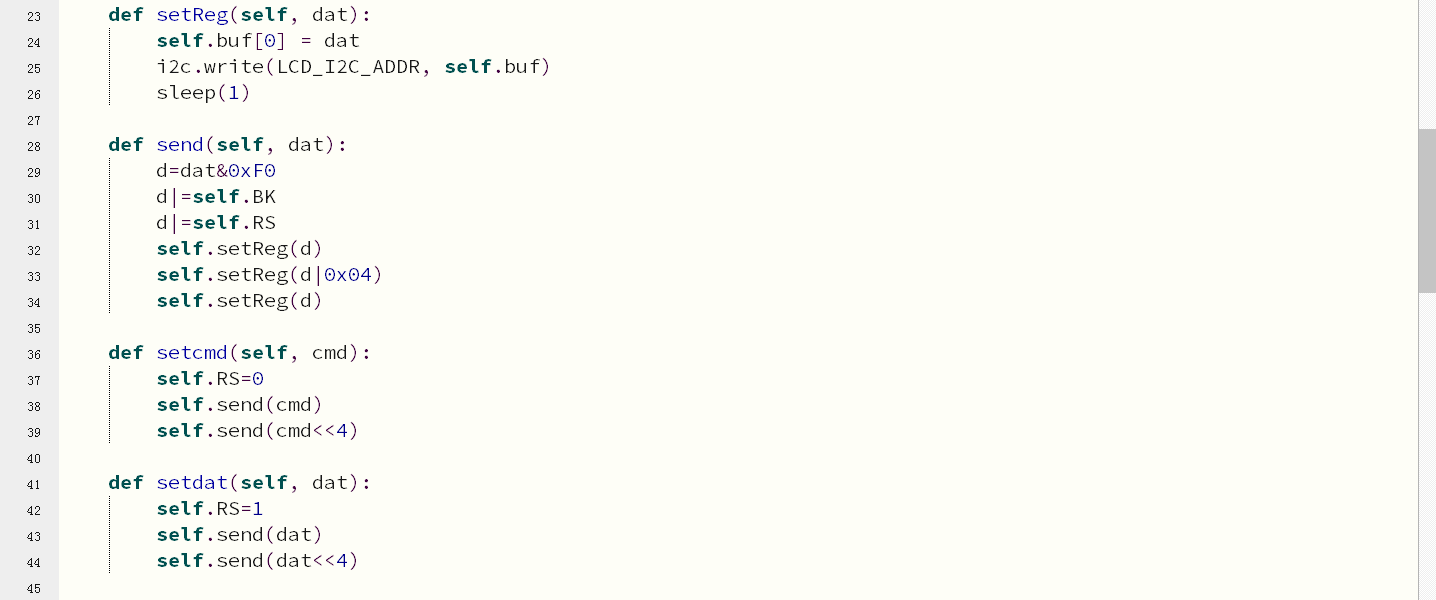 23 def setReg(self, dat):
24 self.buf[0] = dat
25 i2c.write(LCD_I2C_ADDR, self.buf)
26 sleep(1)
27
28 def send(self, dat):
29 d=dat&0xF0
30 d|=self.BK
31 d|=self.RS
32 self.setReg(d)
33 self.setReg(d|0x04)
34 self.setReg(d)
35
36 def setcmd(self, cmd):
37 self.RS=0
38 self.send(cmd)
39 self.send(cmd<<4)
40
41 def setdat(self, dat):
42 self.RS=1
43 self.send(dat)
44 self.send(dat<<4)
45